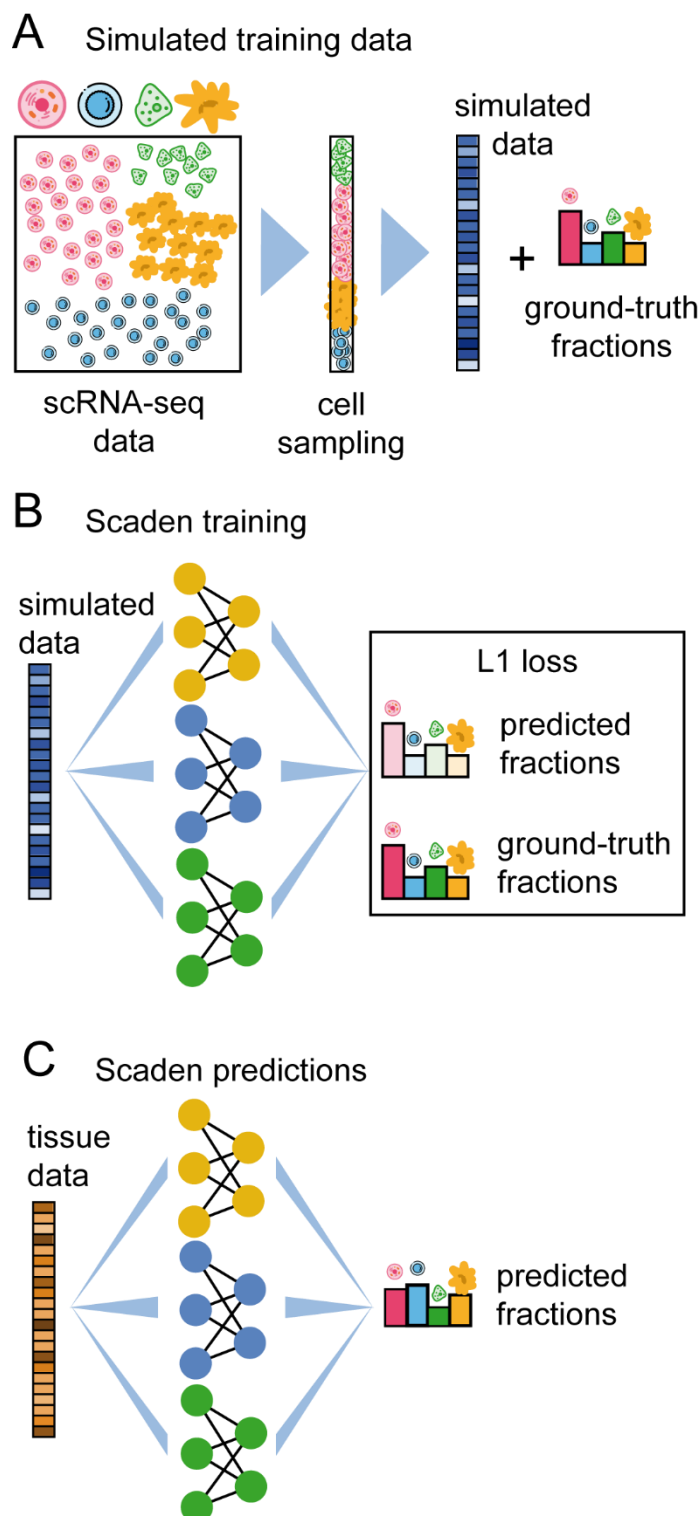 A Simulated training data
simulated
data
+
ground-truth
fractions
scRNA-seq
data
cell
sampling
B Scaden training
simulated
data
L1 loss
predicted
fractions
ground-truth
fractions
C Scaden predictions
tissue
data
predicted
fractions